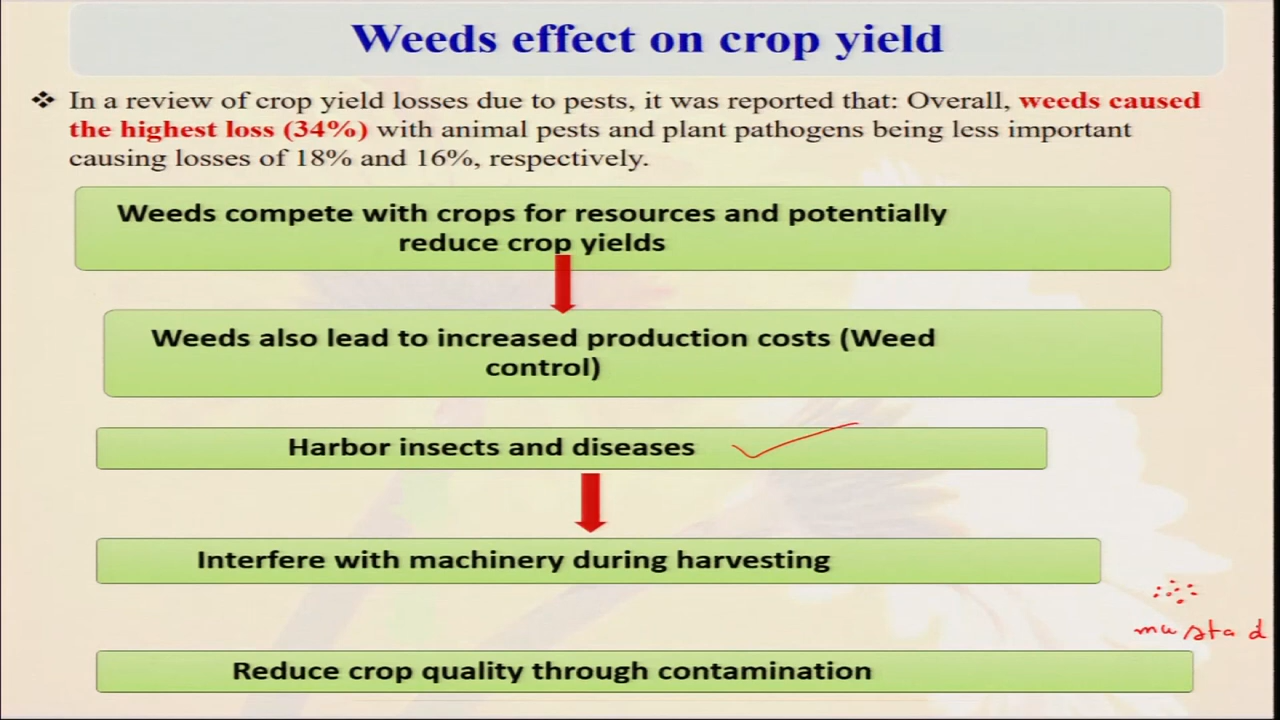 Weeds effect on crop yield
❖ In a review of crop yield losses due to pests, it was reported that: Overall, weeds caused
the highest loss (34%) with animal pests and plant pathogens being less important
causing losses of 18% and 16%, respectively.
Weeds compete with crops for resources and potentially
reduce crop yields
Weeds also lead to increased production costs (Weed
control)
Harbor insects and diseases
Interfere with machinery during harvesting
mustad
Reduce crop quality through contamination